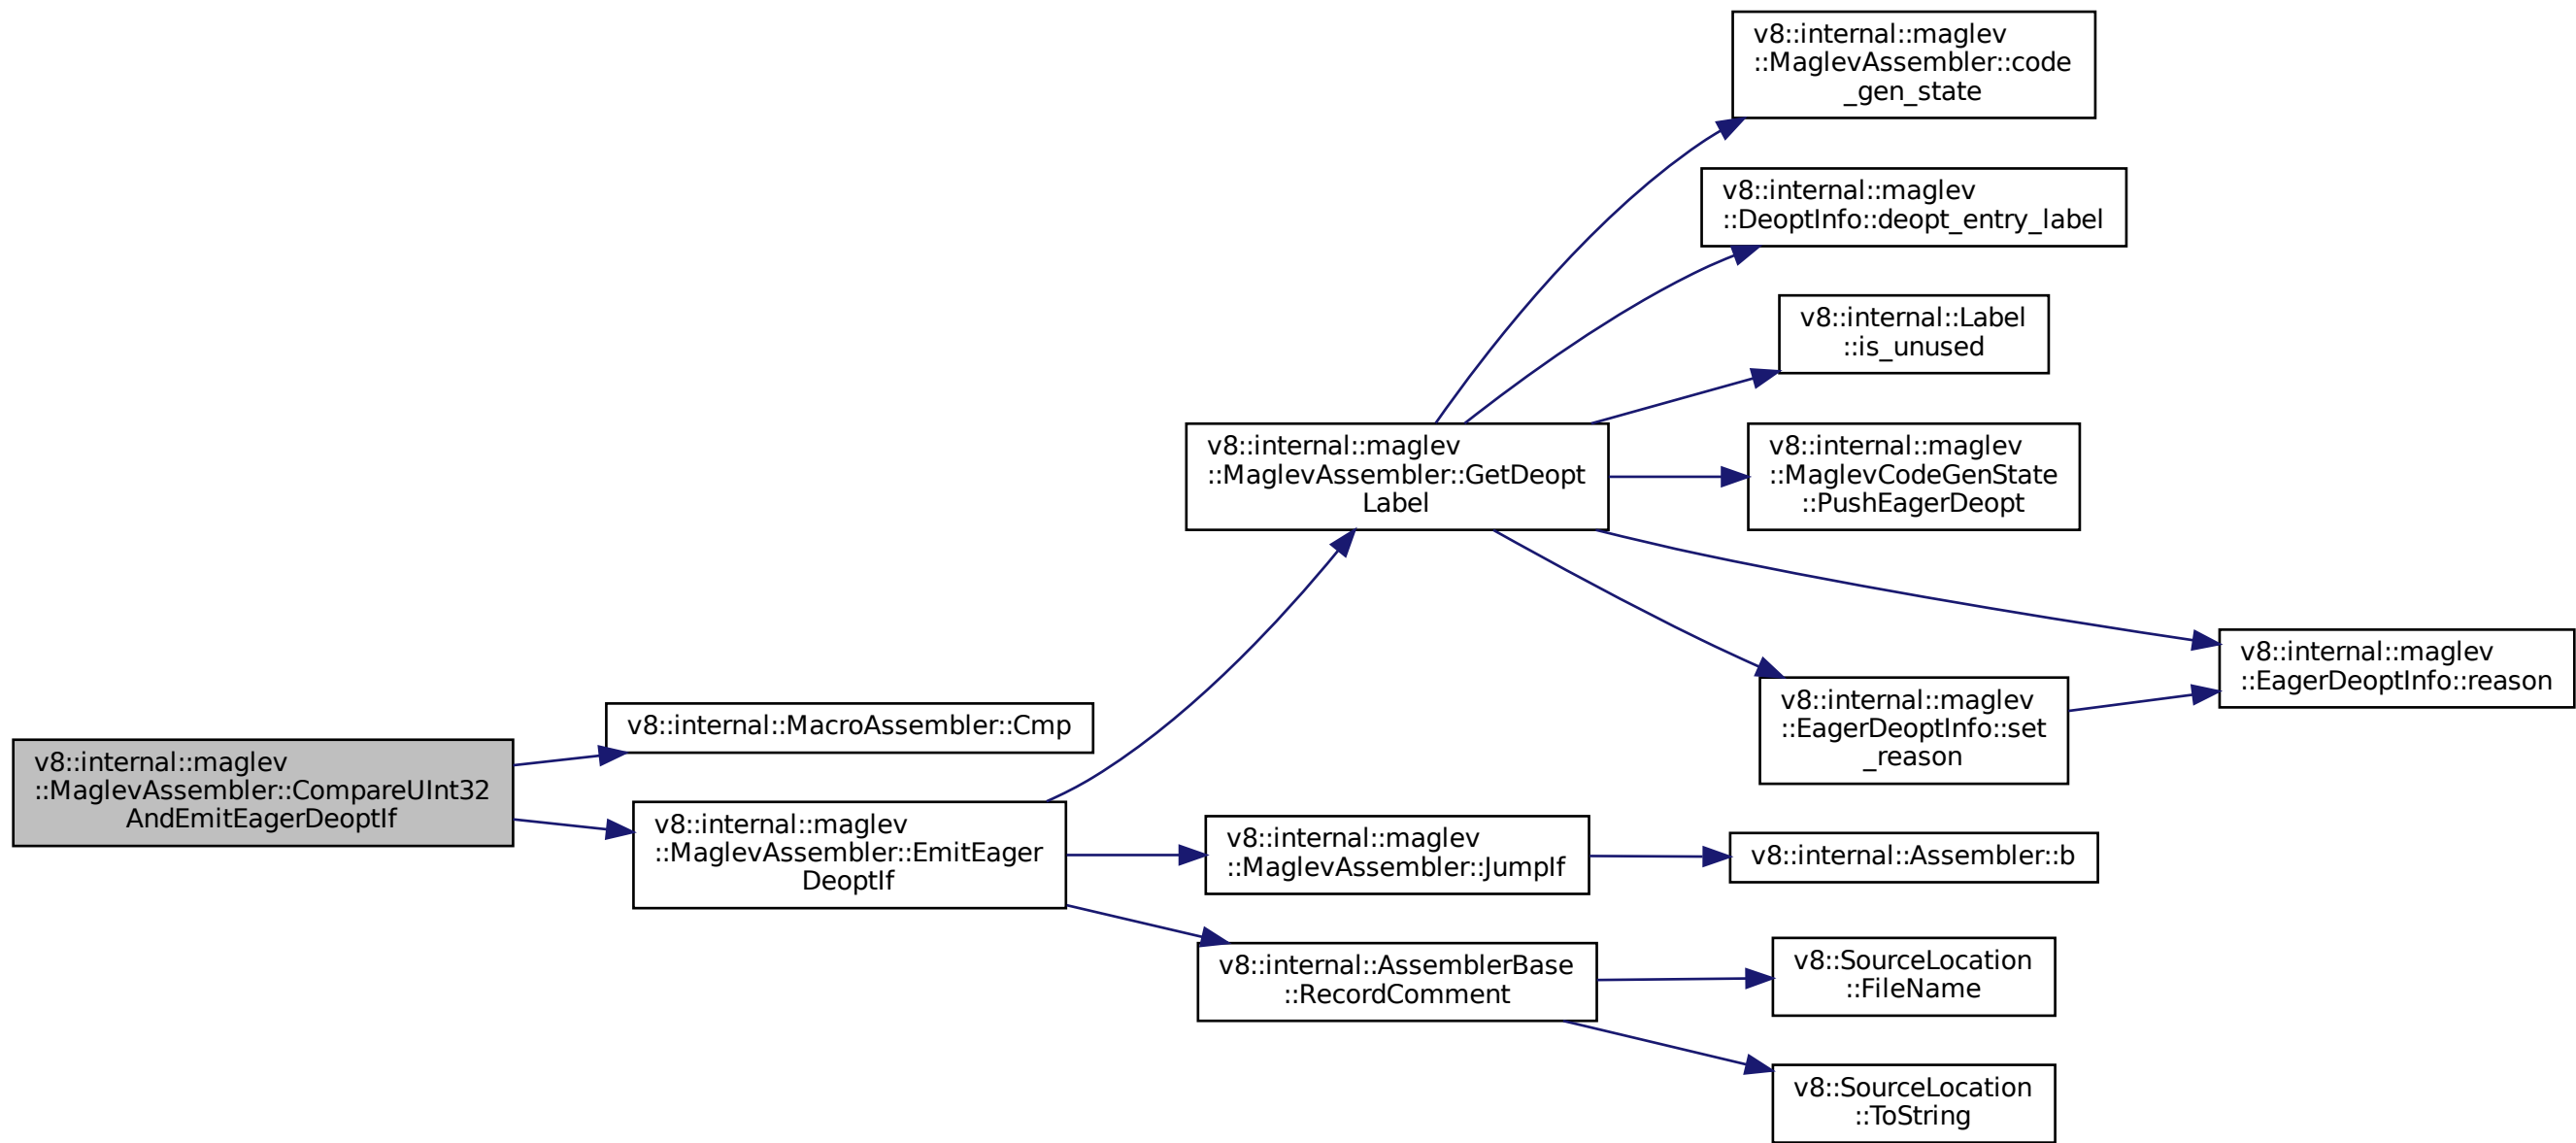 v8::internal::maglev
::MaglevAssembler::code
_gen_state
v8::internal::maglev
::DeoptInfo::deopt_entry_label
v8::internal::Label
::is_unused
v8::internal::maglev
::MaglevAssembler::GetDeopt
Label
v8::internal::maglev
::MaglevCodeGenState
::PushEagerDeopt
v8::internal::maglev
::EagerDeoptInfo::reason
v8::internal::maglev
::EagerDeoptInfo::set
_reason
v8::internal::MacroAssembler::Cmp
v8::internal::maglev
::MaglevAssembler::CompareUInt32
AndEmitEagerDeoptIf
v8::internal::maglev
::MaglevAssembler::EmitEager
DeoptIf
v8::internal::maglev
::MaglevAssembler::JumpIf
v8::internal::Assembler::b
v8::internal::AssemblerBase
::RecordComment
v8::SourceLocation
::FileName
v8::SourceLocation
::ToString